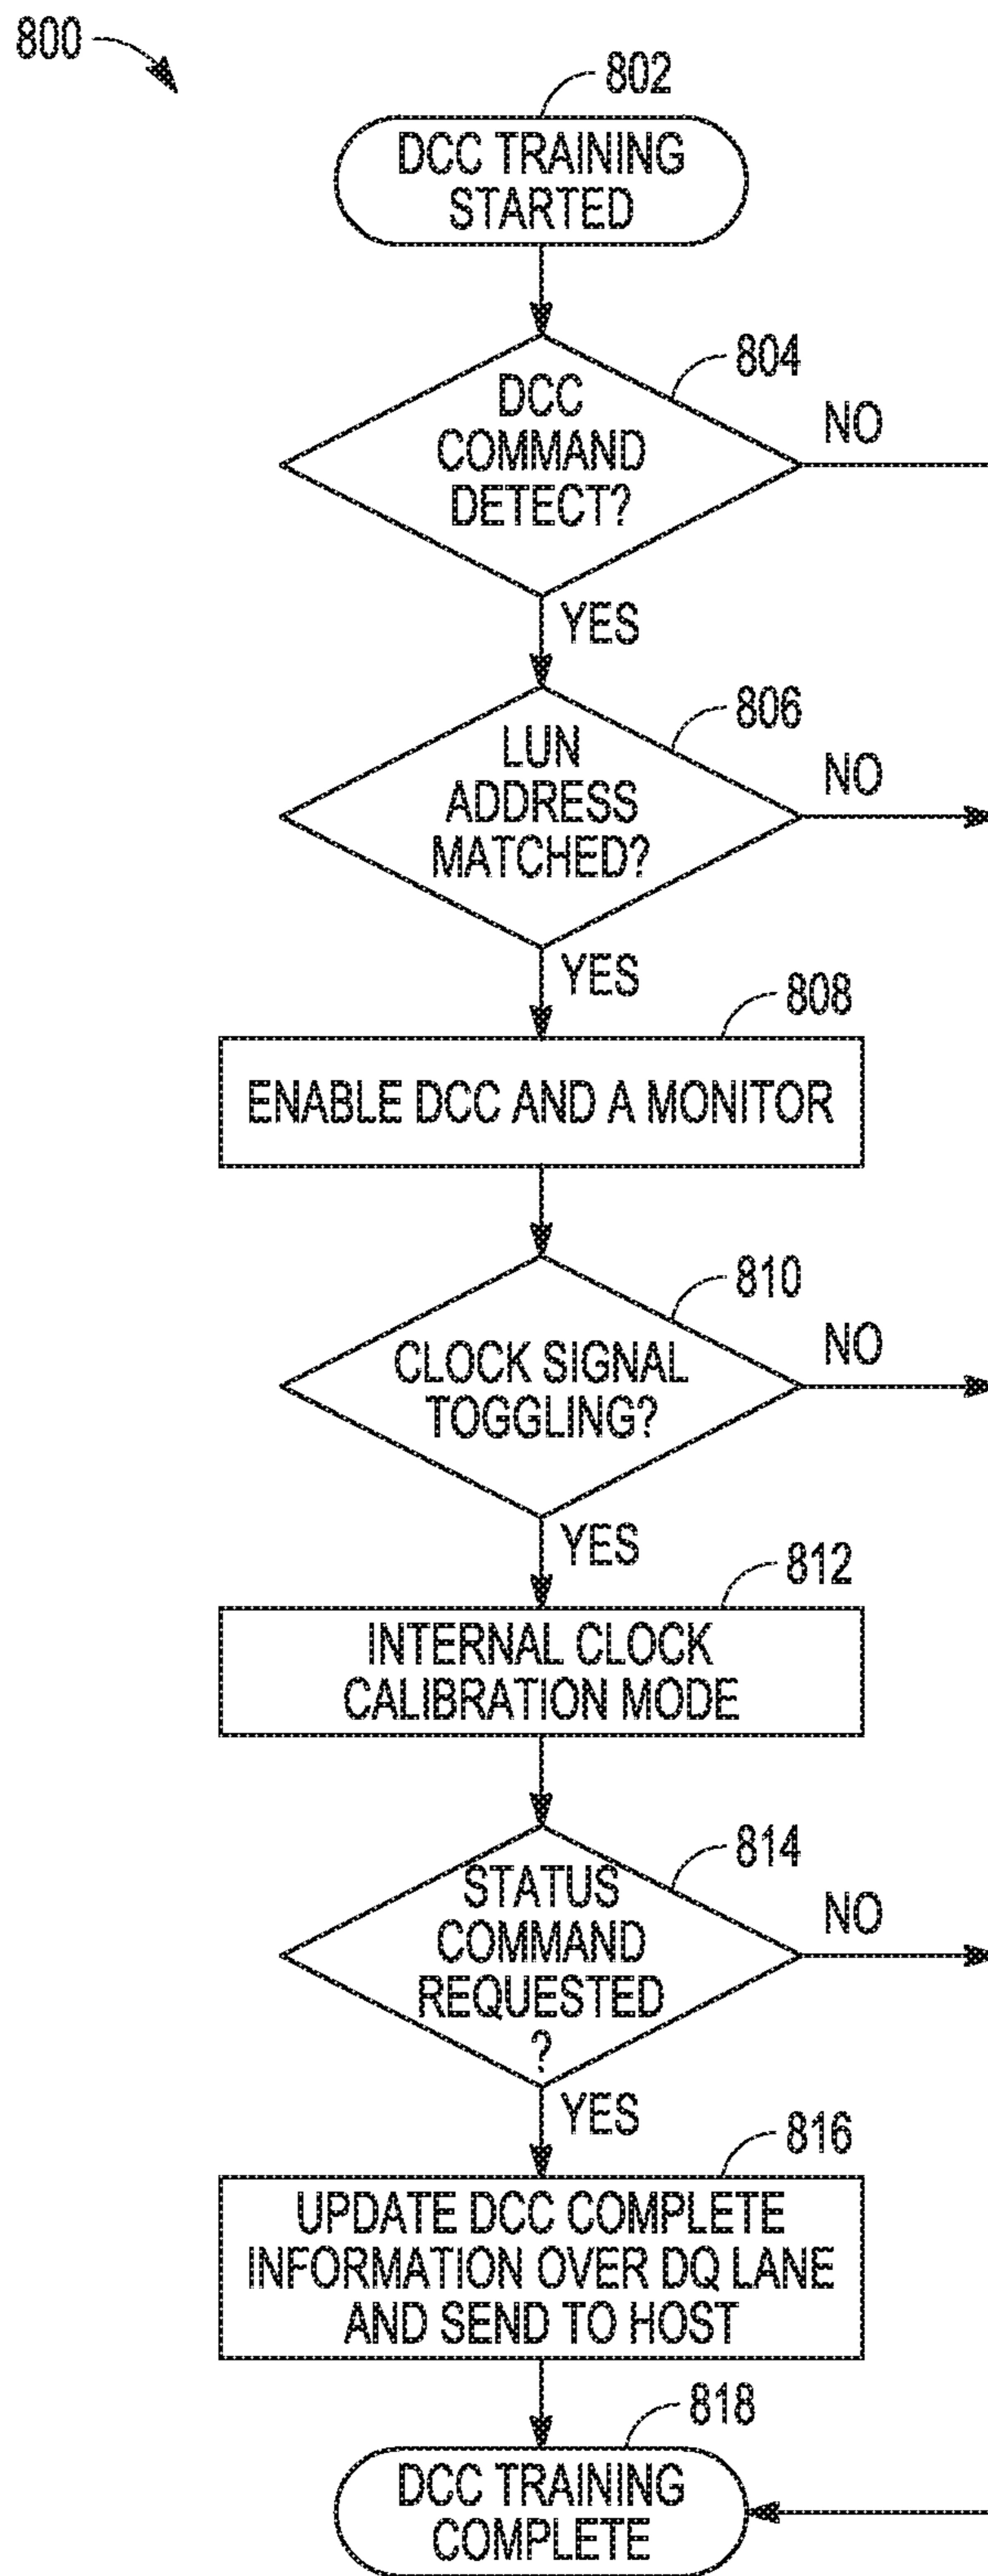 800
802
DCC TRAINING
STARTED
804
DCC
COMMAND
DETECT?
NO
YES
806
LUN
ADDRESS
MATCHED?
NO
YES
808
ENABLE DCC AND A MONITOR
810
CLOCK SIGNAL
TOGGLING?
NO
YES
812
INTERNAL CLOCK
CALIBRATION MODE
814
STATUS
COMMAND
REQUESTED
?
NO
YES
816
UPDATE DCC COMPLETE
INFORMATION OVER DQ LANE
AND SEND TO HOST
818
DCC TRAINING
COMPLETE